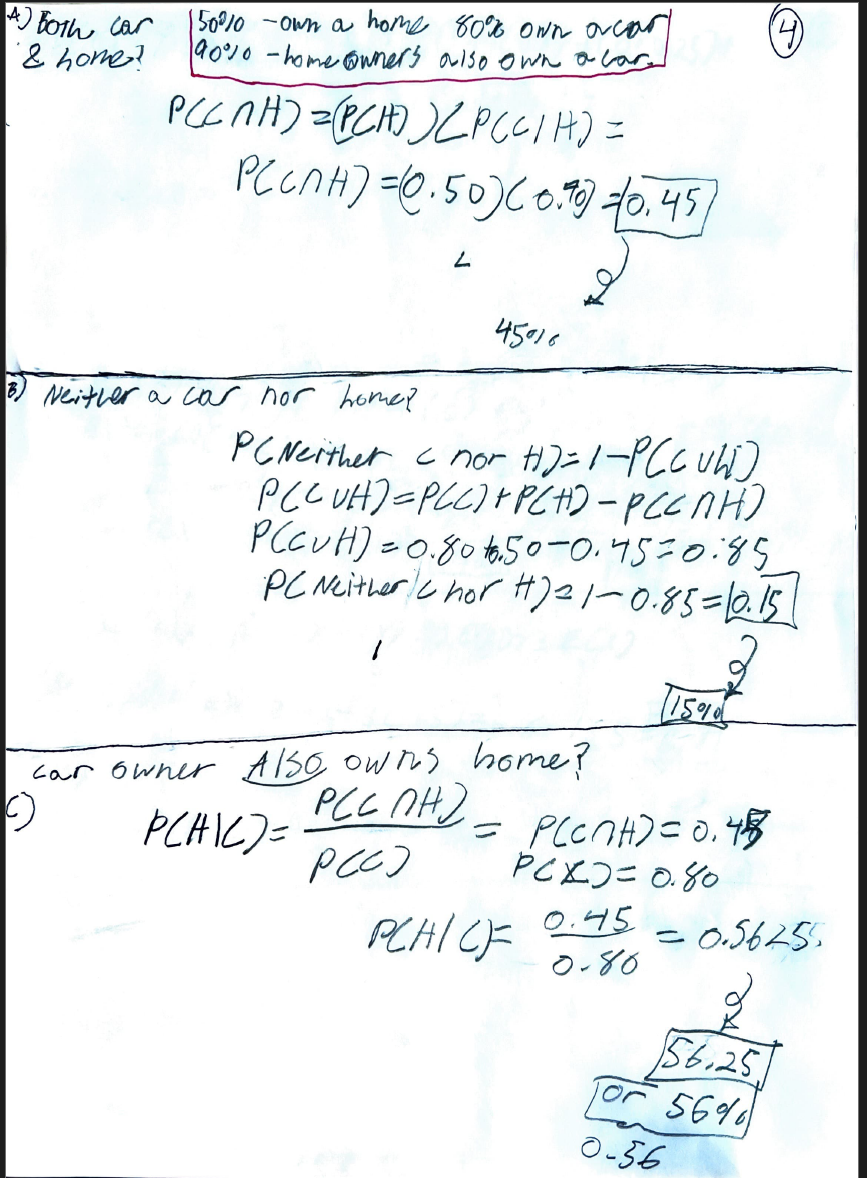 A) Both car 50% - own a home 80% own a car
& home? 90% - home owners also own a car. 4
P(C∩H) = (P(H))(P(C|H) =
P(C∩H) = (0.50)(0.90) = 0.45
45%
B) Neither a car nor home?
P(Neither C nor H) = 1 - P(C∪H)
P(C∪H) = P(C) + P(H) - P(C∩H)
P(C∪H) = 0.80 + 0.50 - 0.45 = 0.85
P(Neither C nor H) = 1 - 0.85 = 0.15
15%
car owner Also owns home?
C) P(H|C) = P(C∩H) / P(C) = P(C∩H) = 0.45
P(C) = 0.80
P(H|C) = 0.45 / 0.80 = 0.5625
56.25
or 56%
0.56